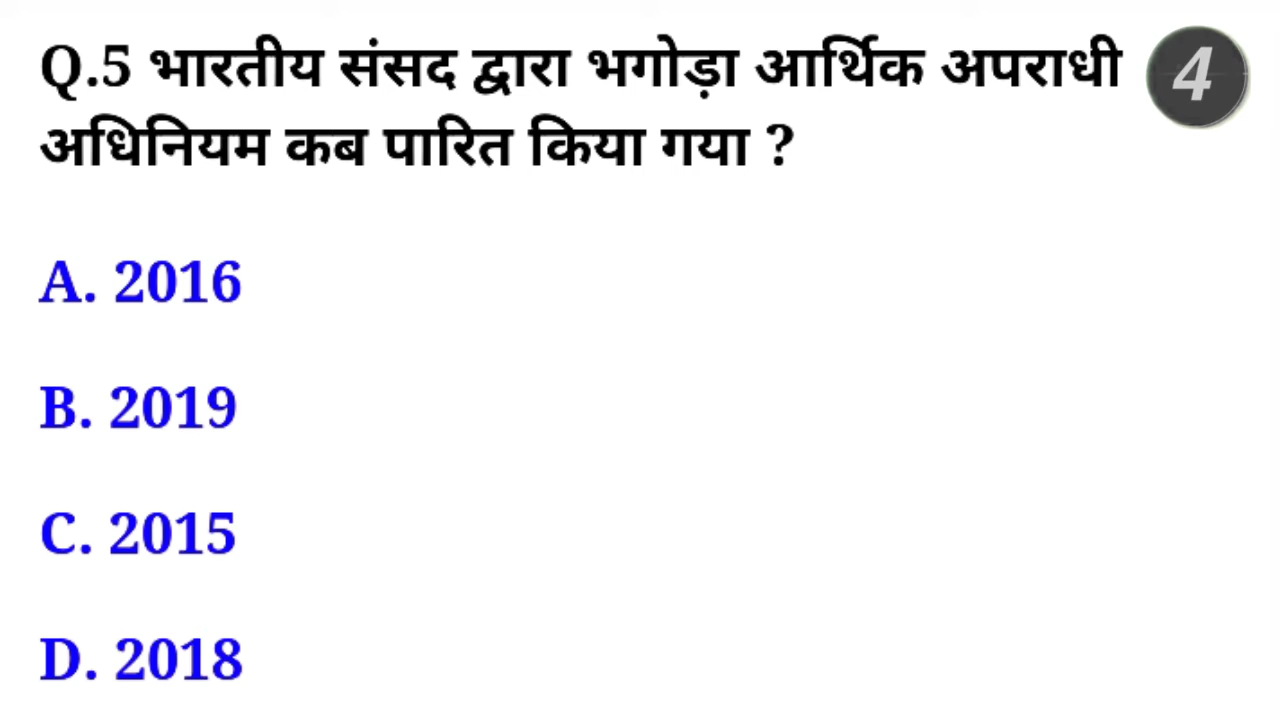 Q.5 भारतीय संसद द्वारा भगोड़ा आर्थिक अपराधी
4
अधिनियम कब पारित किया गया ?
A. 2016
B. 2019
C. 2015
D. 2018